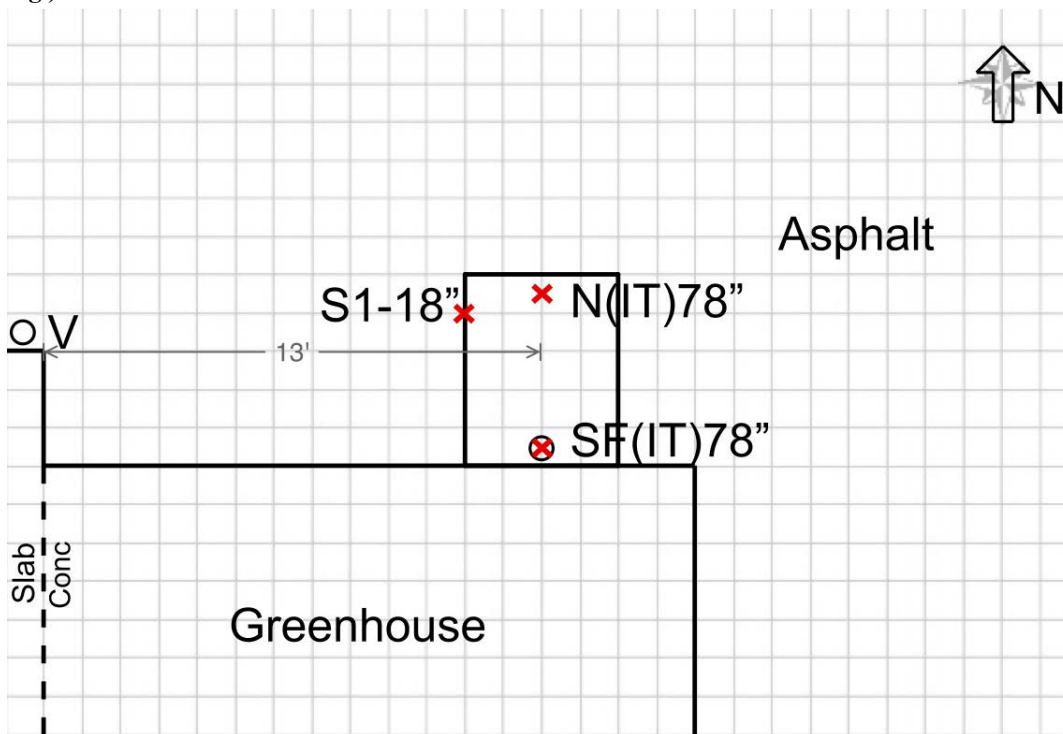 N
Asphalt
S1-18”
N(IT)78”
V
13'
SF(IT)78”
Slab
Conc
Greenhouse